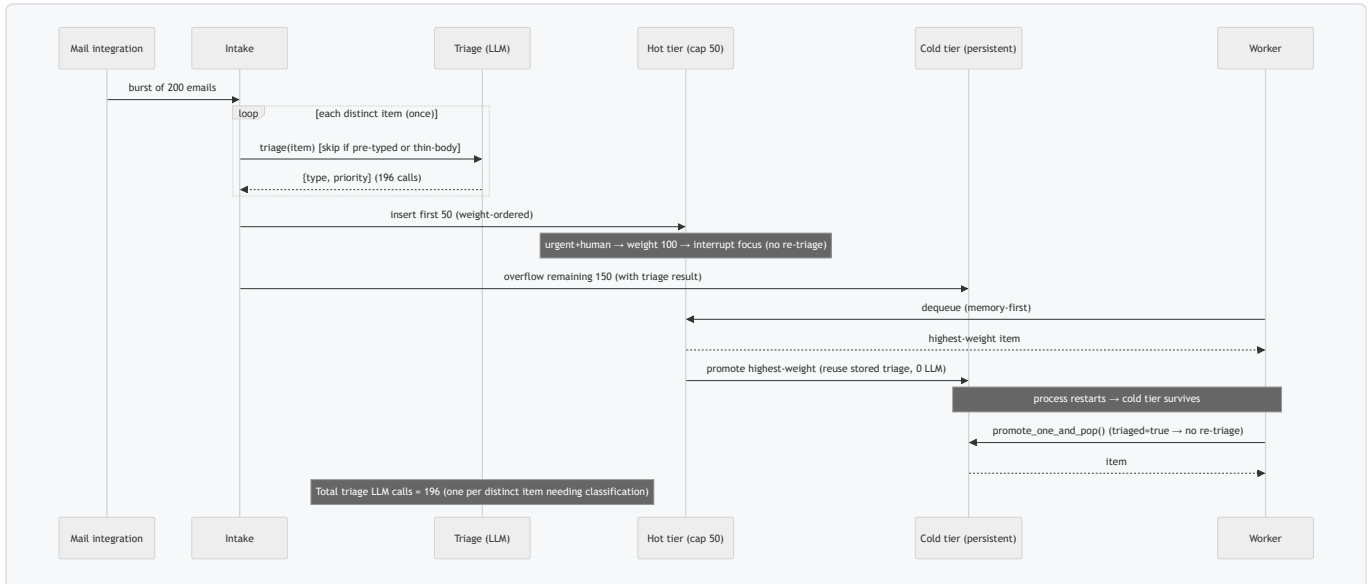 Mail integration
Intake
Triage (LLM)
Hot tier (cap 50)
Cold tier (persistent)
Worker
burst of 200 emails
loop
[each distinct item (once)]
triage(item) [skip if pre-typed or thin-body]
{type, priority} (196 calls)
insert first 50 (weight-ordered)
urgent+human → weight 100 → interrupt focus (no re-triage)
overflow remaining 150 (with triage result)
dequeue (memory-first)
highest-weight item
promote highest-weight (reuse stored triage, 0 LLM)
process restarts → cold tier survives
promote_one_and_pop() (triaged=true → no re-triage)
item
Total triage LLM calls = 196 (one per distinct item needing classification)
Mail integration
Intake
Triage (LLM)
Hot tier (cap 50)
Cold tier (persistent)
Worker